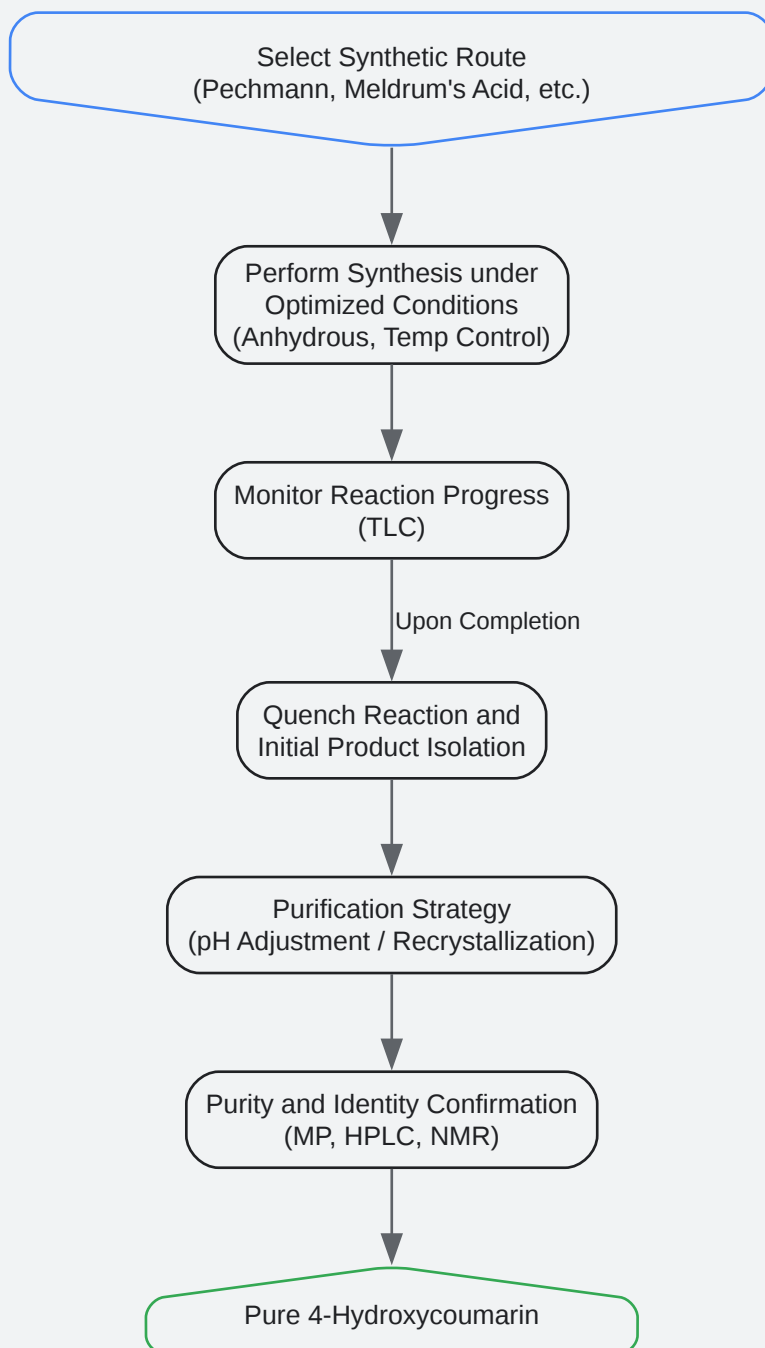 Select Synthetic Route
(Pechmann, Meldrum's Acid, etc.)
Perform Synthesis under
Optimized Conditions
(Anhydrous, Temp Control)
Monitor Reaction Progress
(TLC)
Upon Completion
Quench Reaction and
Initial Product Isolation
Purification Strategy
(pH Adjustment / Recrystallization)
Purity and Identity Confirmation
(MP, HPLC, NMR)
Pure 4-Hydroxycoumarin